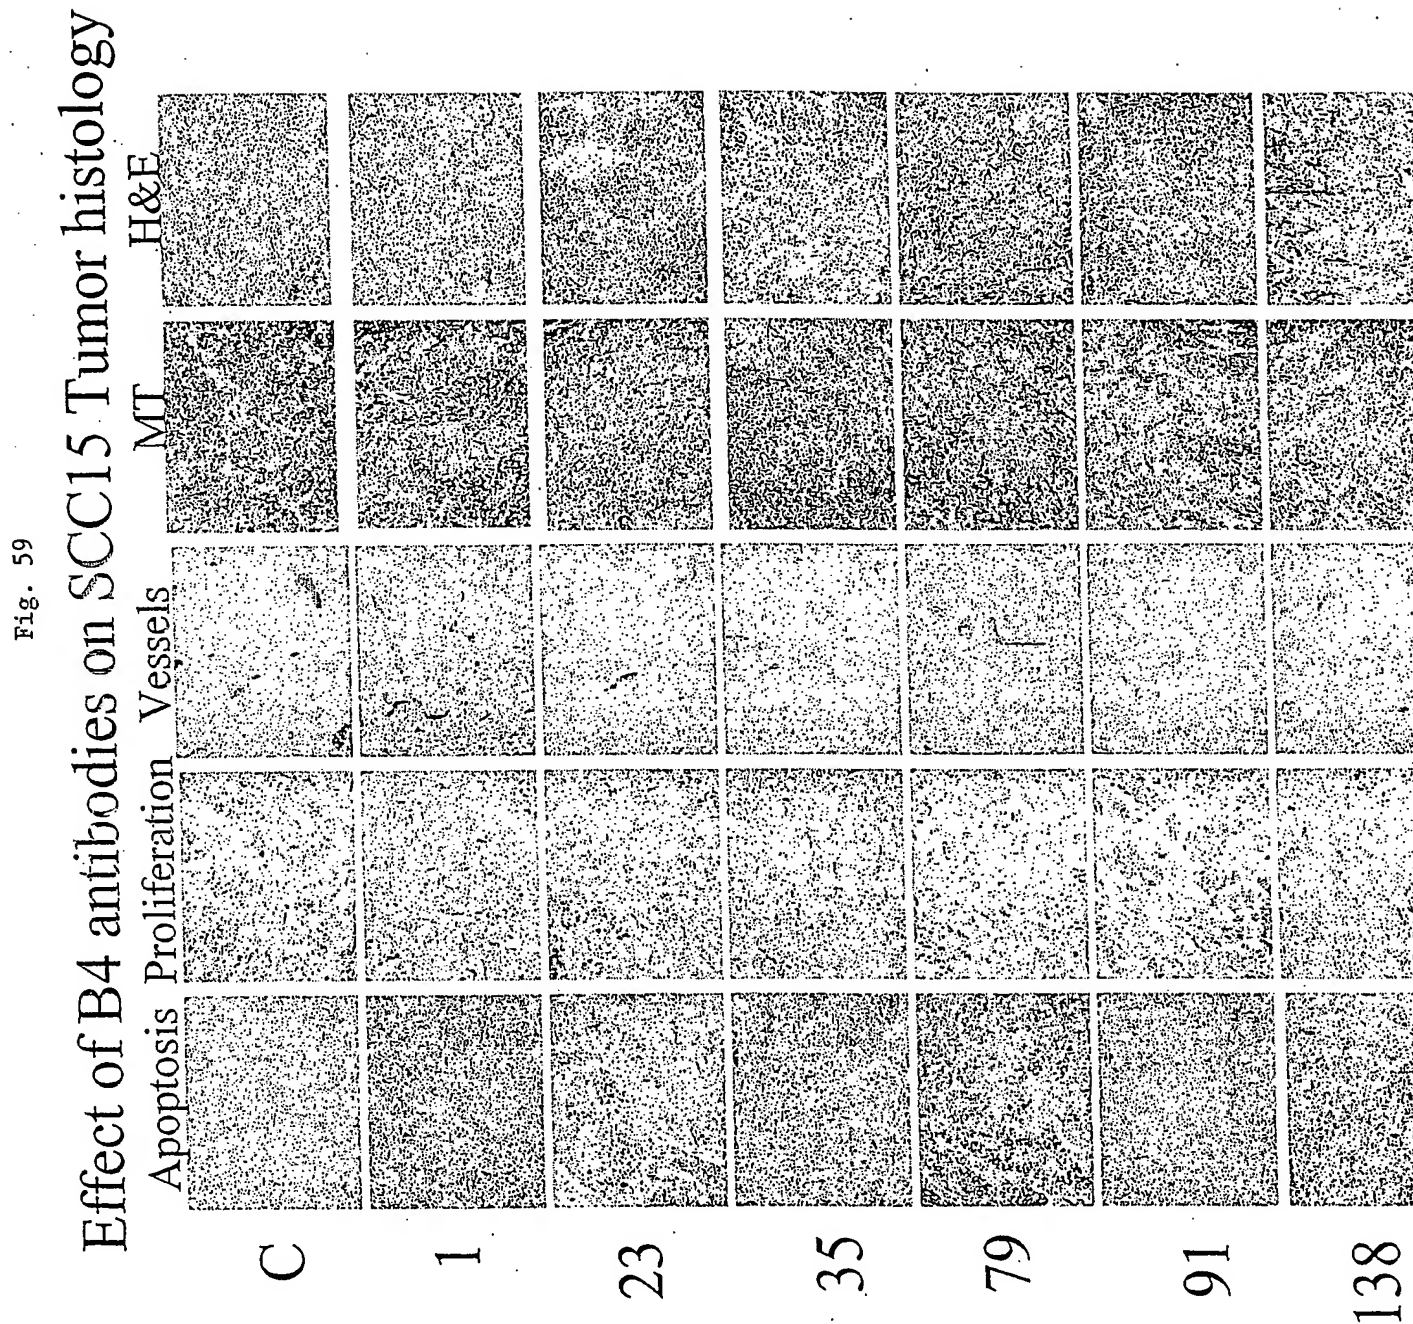 Fig. 59
Effect of B4 antibodies on SCC15 Tumor histology
Apoptosis Proliferation Vessels MT H&E
C
1
23
35
79
91
138